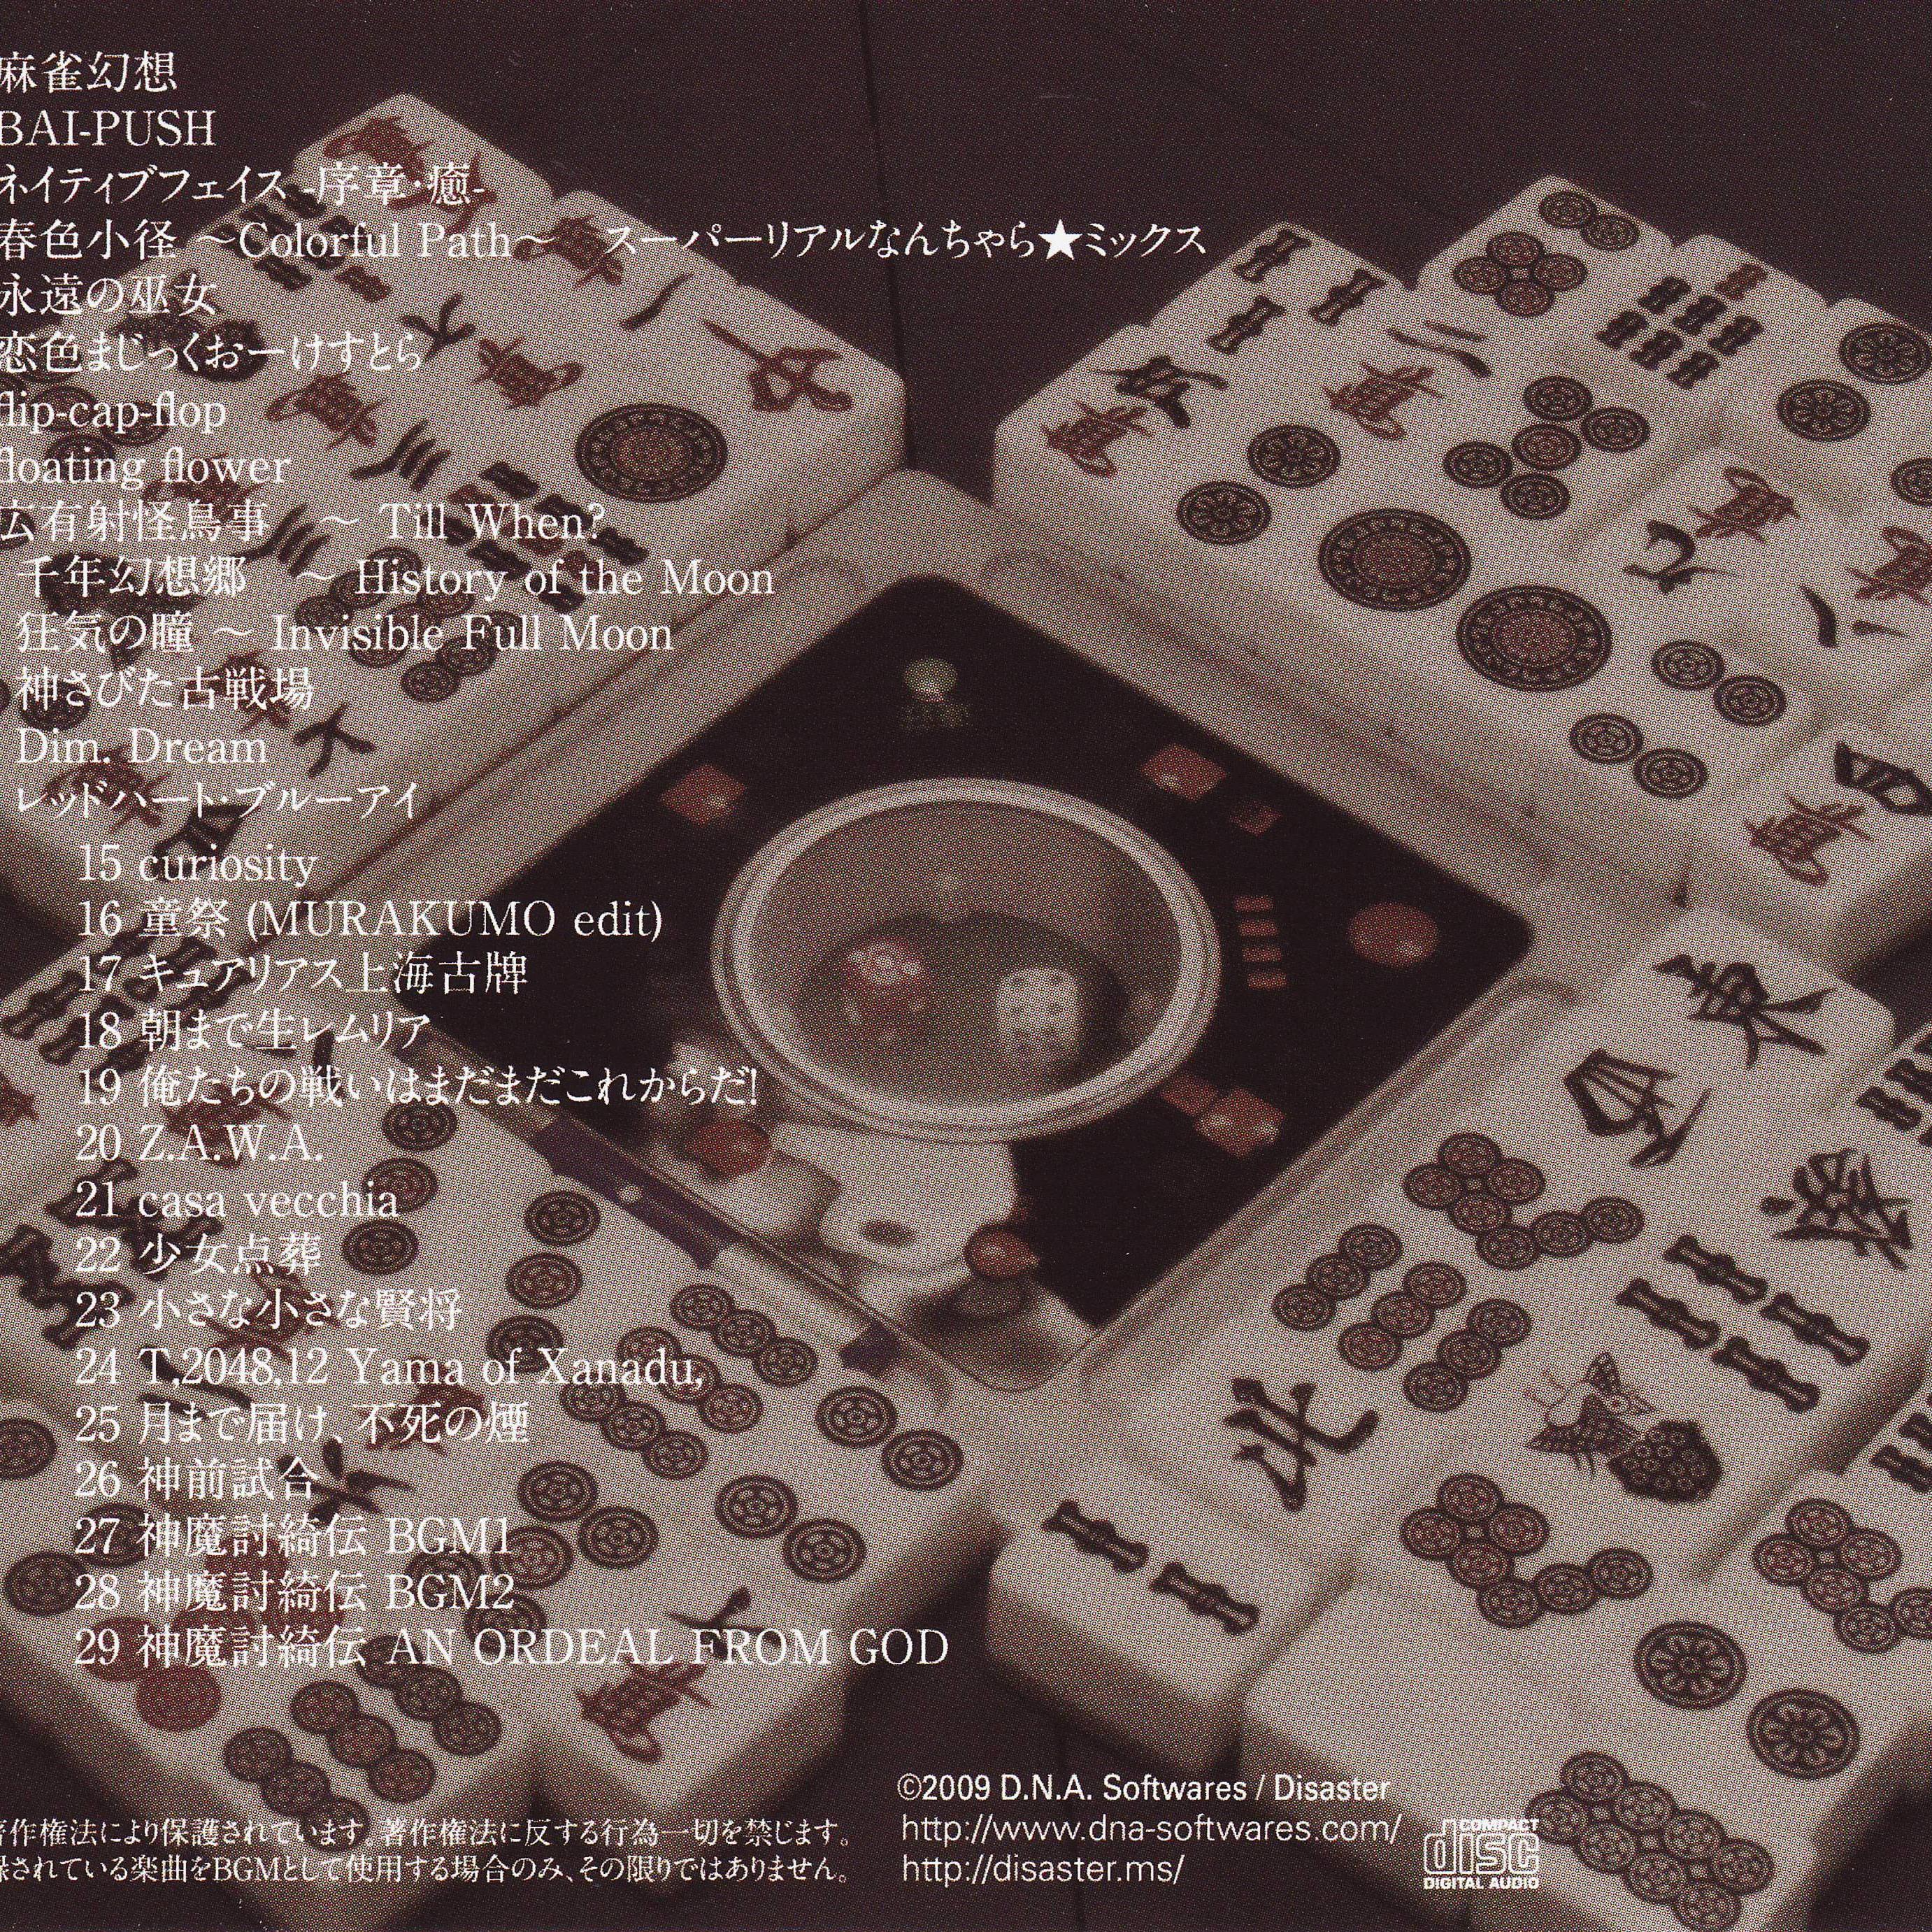 麻雀幻想
BAI-PUSH
ネイティブフェイス -序章·癒-
春色小径 ～Colorful Path～　スーパーリアルなんちゃら★ミックス
永遠の巫女
恋色まじっくおーけすとら
flip-cap-flop
floating flower
広有射怪鳥事　～ Till When?
千年幻想郷　～ History of the Moon
狂気の瞳 ～ Invisible Full Moon
神さびた古戦場
Dim. Dream
レッドハート·ブルーアイ
15 curiosity
16 童祭 (MURAKUMO edit)
17 キュアリアス上海古牌
18 朝まで生レムリア
19 俺たちの戦いはまだまだこれからだ!
20 Z.A.W.A.
21 casa vecchia
22 少女点葬
23 小さな小さな賢将
24 T,2048,12 Yama of Xanadu,
25 月まで届け、不死の煙
26 神前試合
27 神魔討綺伝 BGM1
28 神魔討綺伝 BGM2
29 神魔討綺伝 AN ORDEAL FROM GOD
©2009 D.N.A. Softwares / Disaster
http://www.dna-softwares.com/
http://disaster.ms/
著作権法により保護されています。著作権法に反する行為一切を禁じます。
されている楽曲をBGMとして使用する場合のみ、その限りではありません。
COMPACT
disc
DIGITAL AUDIO